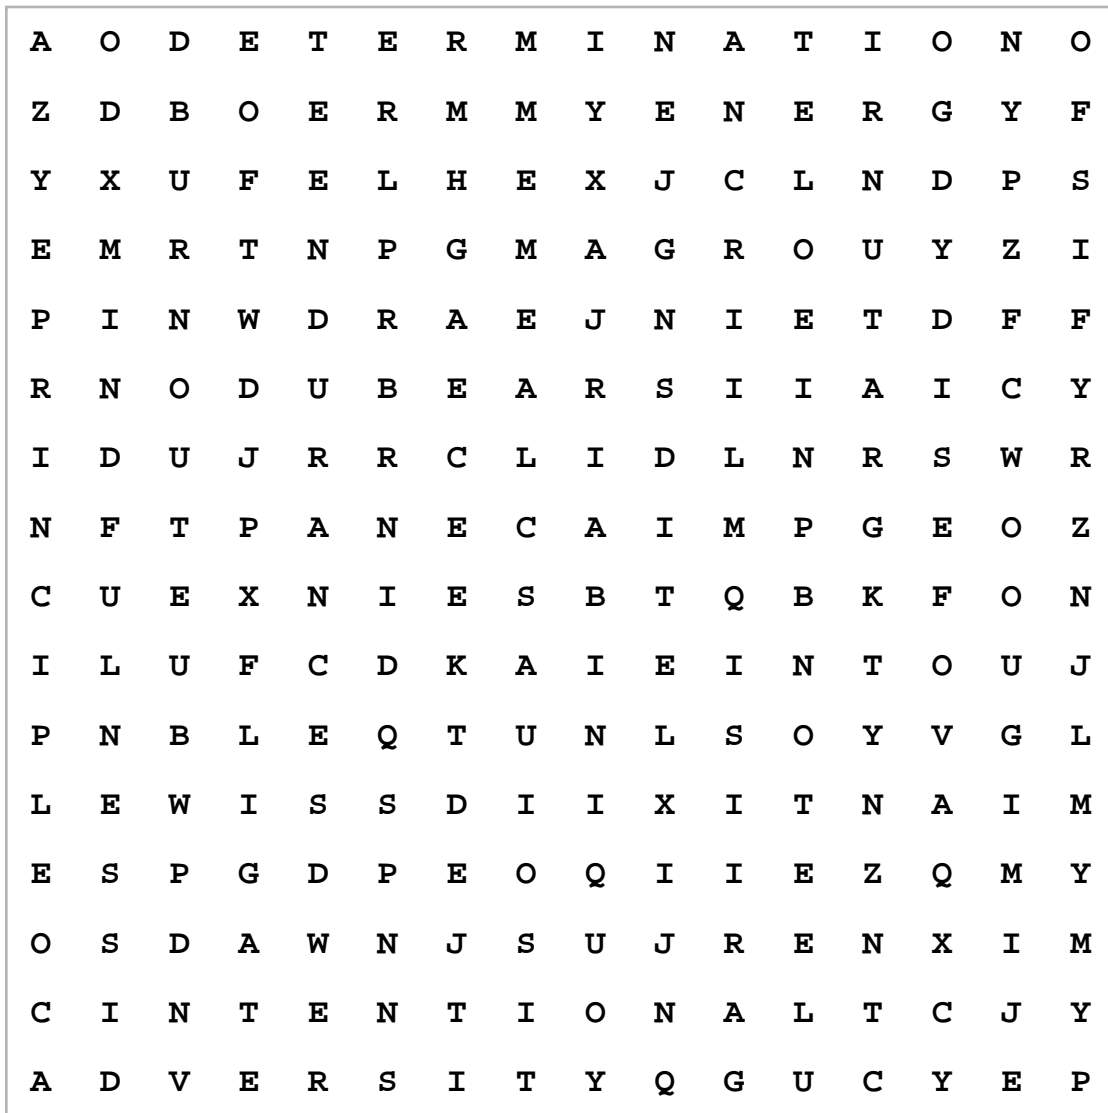 A O D E T E R M I N A T I O N O
Z D B O E R M M Y E N E R G Y F
Y X U F E L H E X J C L N D P S
E M R T N P G M A G R O U Y Z I
P I N W D R A E J N I E T D F F
R N O D U B E A R S I I A I C Y
I D U J R R C L I D L N R S W R
N F T P A N E C A I M P G E O Z
C U E X N I E S B T Q B K F O N
I L U F C D K A I E I N T O U J
P N B L E Q T U N L S O Y V G L
L E W I S S D I I X I T N A I M
E S P G D P E O Q I I E Z Q M Y
O S D A W N J S U J R E N X I M
C I N T E N T I O N A L T C J Y
A D V E R S I T Y Q G U C Y E P